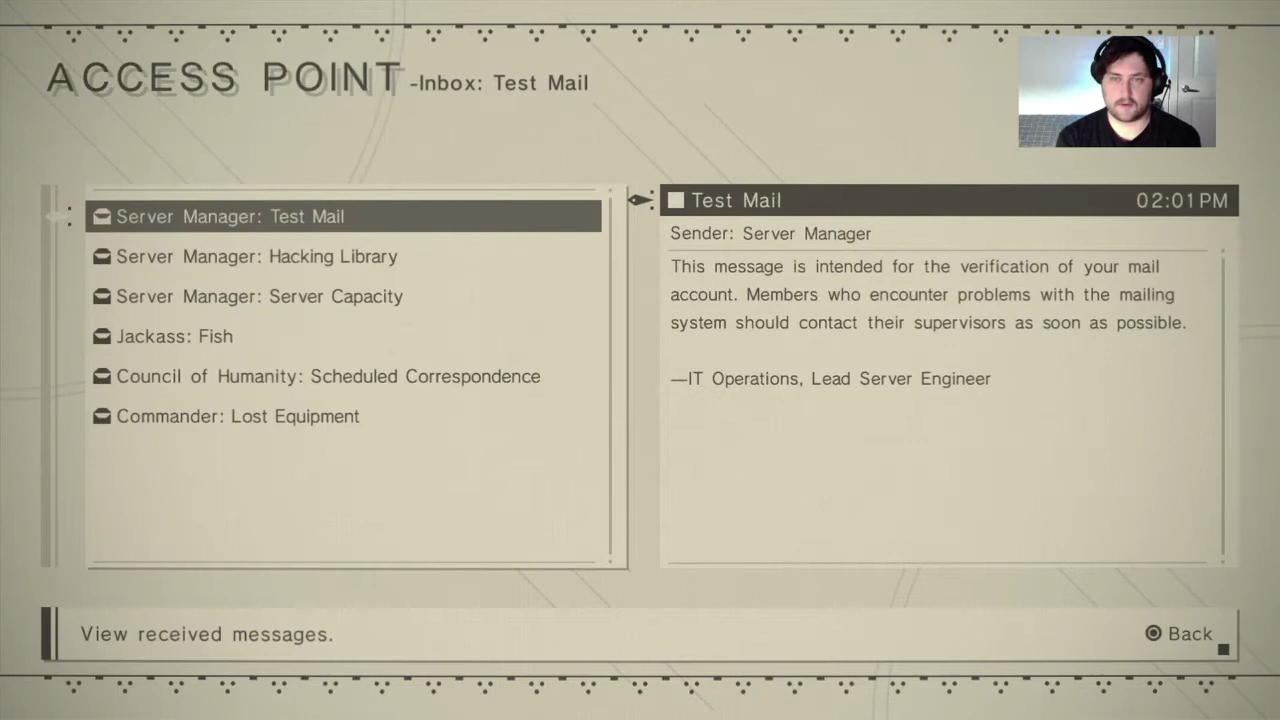 ACCESS POINT -Inbox: Test Mail
Server Manager: Test Mail
Server Manager: Hacking Library
Server Manager: Server Capacity
Jackass: Fish
Council of Humanity: Scheduled Correspondence
Commander: Lost Equipment
Test Mail 02:01PM
Sender: Server Manager
This message is intended for the verification of your mail
account. Members who encounter problems with the mailing
system should contact their supervisors as soon as possible.
—IT Operations, Lead Server Engineer
View received messages.
Back